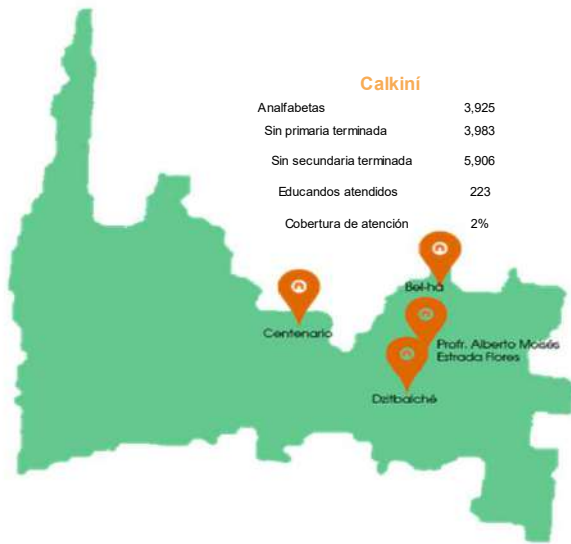 Calkiní
Analfabetas 3,925
Sin primaria terminada 3,983
Sin secundaria terminada 5,906
Educandos atendidos 223
Cobertura de atención 2%
Bel-ha
Centenario
Profr. Alberto Moisés
Estrada Flores
Dzitbalché